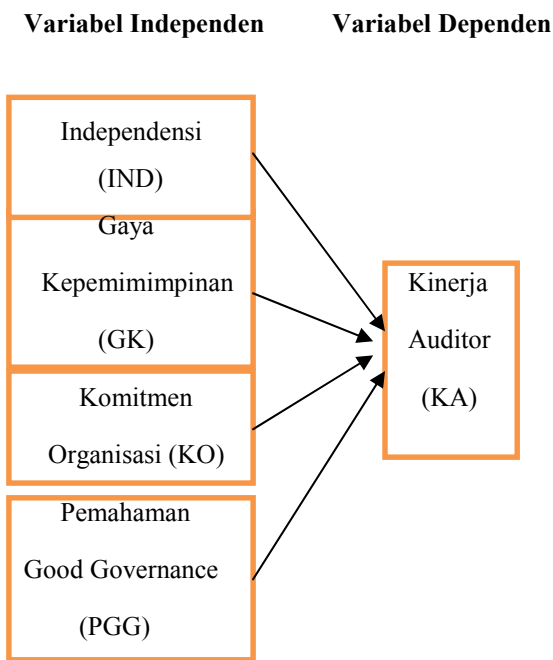 Variabel Independen Variabel Dependen
Independensi
(IND)
Gaya
Kepemimimpinan
(GK)
Komitmen
Organisasi (KO)
Pemahaman
Good Governance
(PGG)
Kinerja
Auditor
(KA)